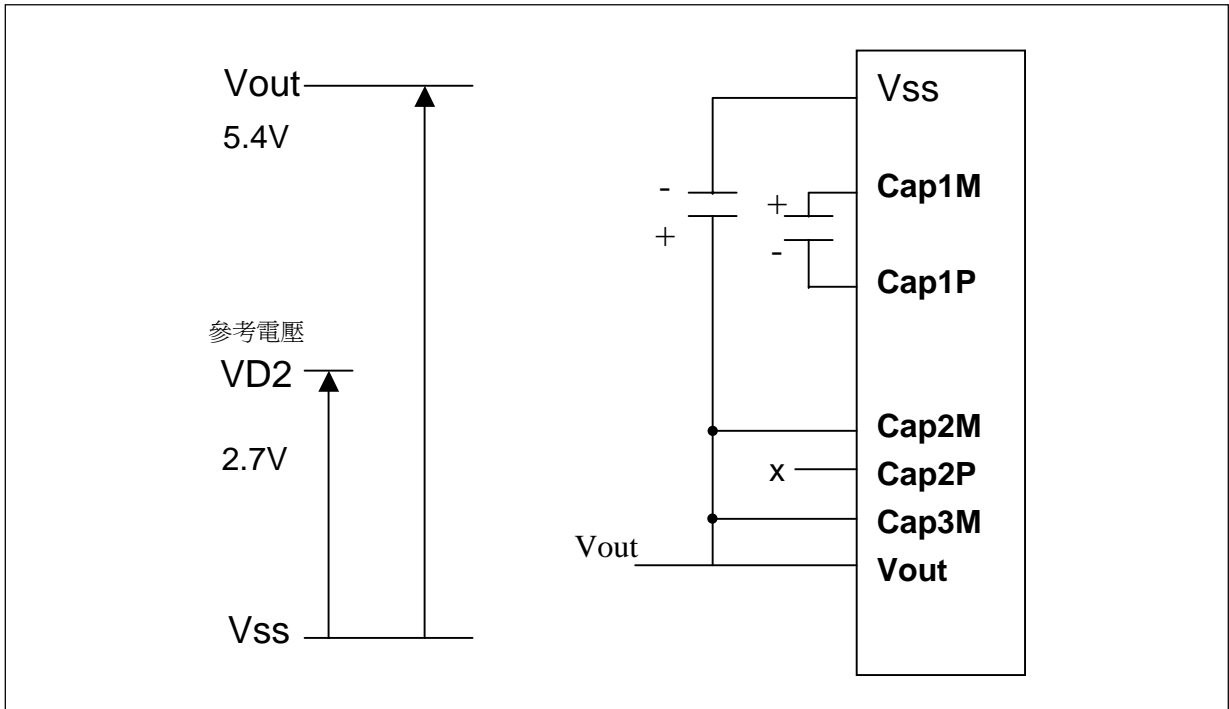 Vout
5.4V
參考電壓
VD2
2.7V
Vss
Vss
Cap1M
Cap1P
Cap2M
Cap2P
Cap3M
Vout
-
+
+
-
x
Vout